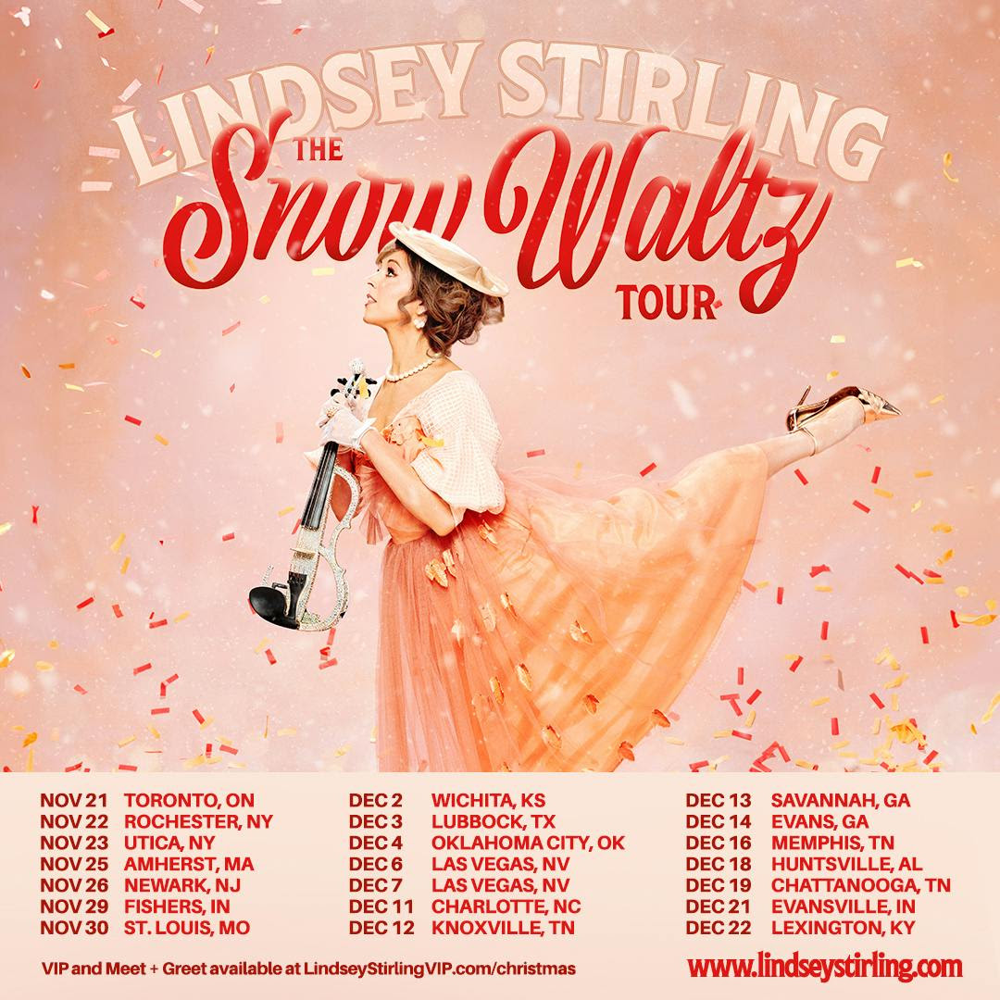 LINDSEY STIRLING
THE
Snow Waltz
TOUR
NOV 21 TORONTO, ON
NOV 22 ROCHESTER, NY
NOV 23 UTICA, NY
NOV 25 AMHERST, MA
NOV 26 NEWARK, NJ
NOV 29 FISHERS, IN
NOV 30 ST. LOUIS, MO
DEC 2 WICHITA, KS
DEC 3 LUBBOCK, TX
DEC 4 OKLAHOMA CITY, OK
DEC 6 LAS VEGAS, NV
DEC 7 LAS VEGAS, NV
DEC 11 CHARLOTTE, NC
DEC 12 KNOXVILLE, TN
DEC 13 SAVANNAH, GA
DEC 14 EVANS, GA
DEC 16 MEMPHIS, TN
DEC 18 HUNTSVILLE, AL
DEC 19 CHATTANOOGA, TN
DEC 21 EVANSVILLE, IN
DEC 22 LEXINGTON, KY
VIP and Meet + Greet available at LindseyStirlingVIP.com/christmas
www.lindseystirling.com